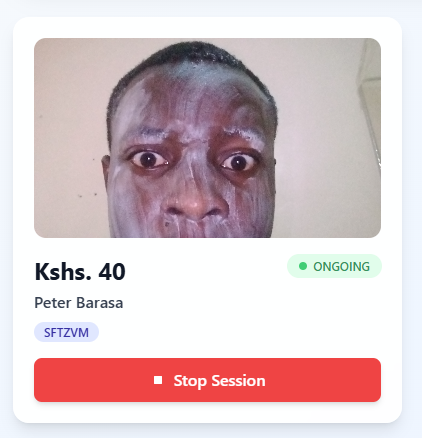 Kshs. 40
ONGOING
Peter Barasa
SFTZVM
Stop Session